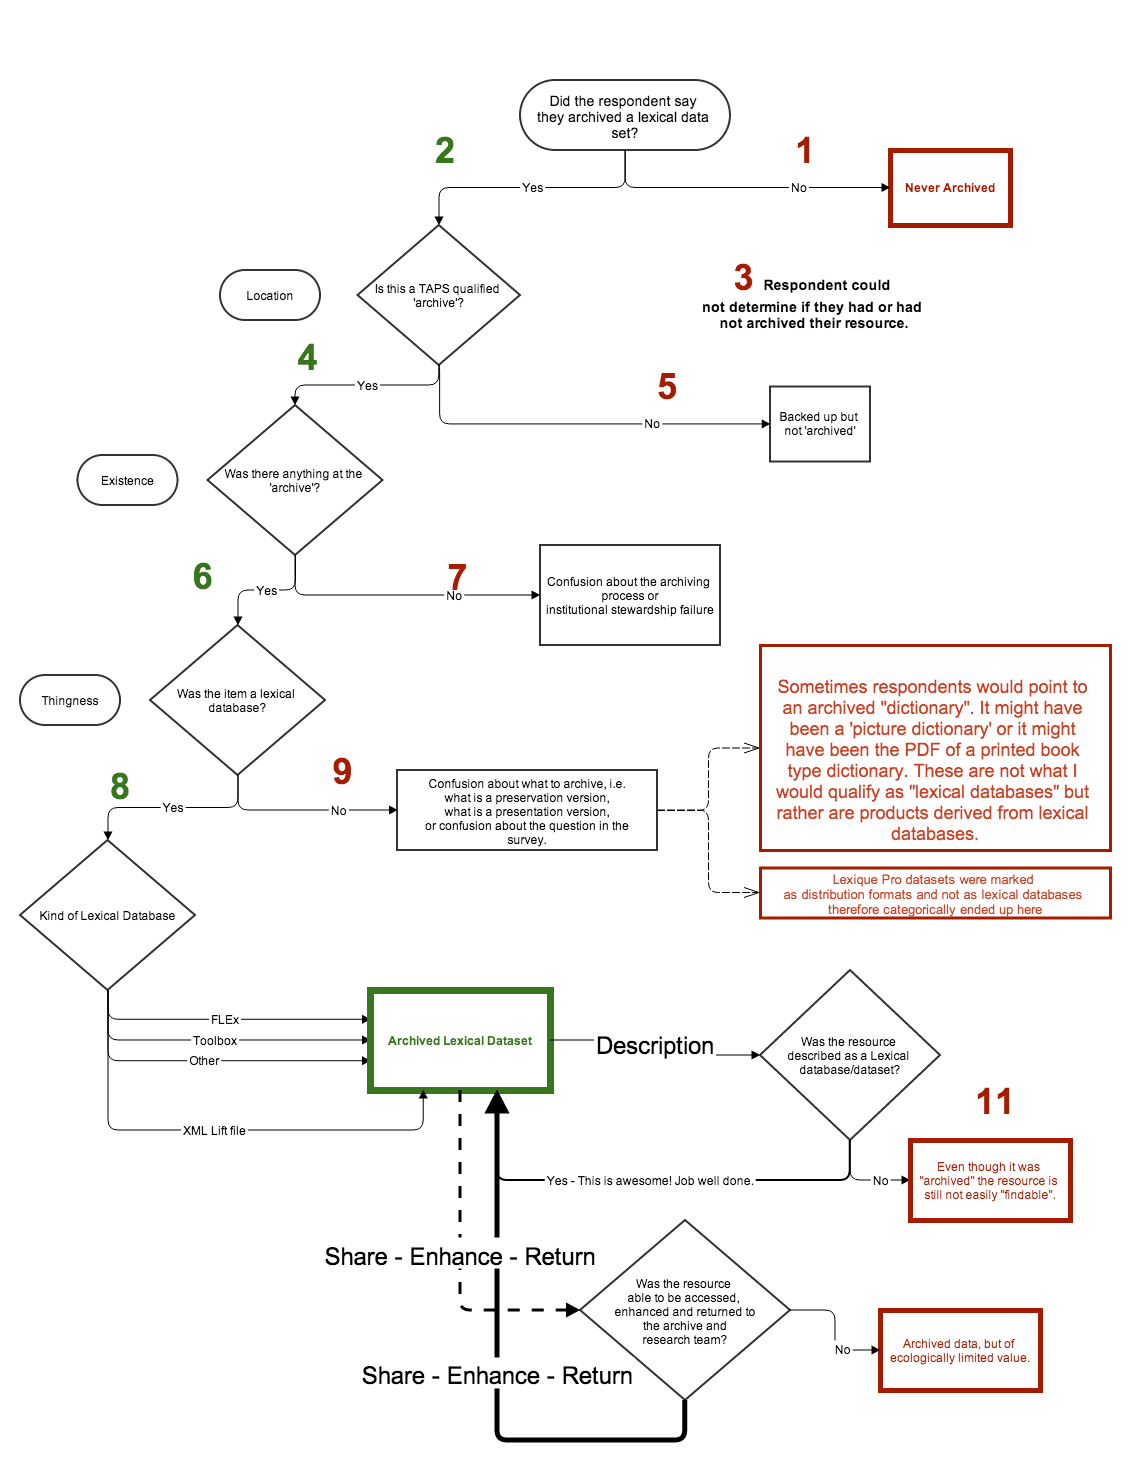 Did the respondent say
they archived a lexical data
set?
2
1
Yes
No
Never Archived
Is this a TAPS qualified
'archive'?
Location
3 Respondent could
not determine if they had or had
not archived their resource.
4
Yes
5
No
Backed up but
not 'archived'
Was there anything at the
'archive'?
Existence
6
Yes
7
No
Confusion about the archiving
process or
institutional stewardship failure
Was the item a lexical
database?
Thingness
Sometimes respondents would point to
an archived "dictionary". It might have
been a 'picture dictionary' or it might
have been the PDF of a printed book
type dictionary. These are not what I
would qualify as "lexical databases" but
rather are products derived from lexical
databases.
8
Yes
9
No
Confusion about what to archive, i.e.
what is a preservation version,
what is a presentation version,
or confusion about the question in the
survey.
Lexique Pro datasets were marked
as distribution formats and not as lexical databases
therefore categorically ended up here
Kind of Lexical Database
FLEx
Toolbox
Other
XML Lift file
Archived Lexical Dataset
Description
Was the resource
described as a Lexical
database/dataset?
11
Yes - This is awesome! Job well done.
No
Even though it was
"archived" the resource is
still not easily "findable".
Share - Enhance - Return
Was the resource
able to be accessed,
enhanced and returned to
the archive and
research team?
No
Archived data, but of
ecologically limited value.
Share - Enhance - Return